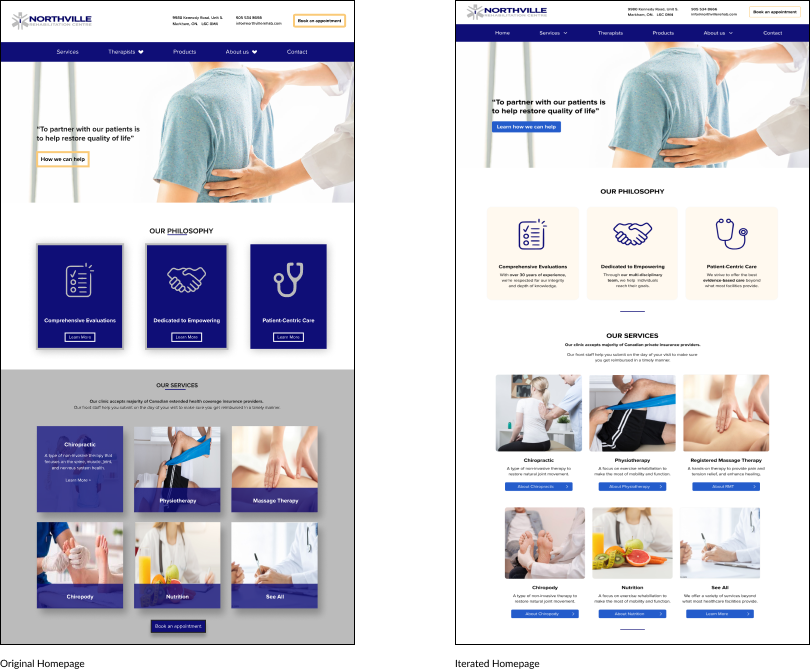 NORTHVILLE
REHABILITATION CENTRE
9980 Kennedy Road, Unit 5,
Markham, ON, L6C 0M4
905 534 9866
info@northvillerehab.com
Book an appointment
Services
Therapists
Products
About us
Contact
"To partner with our patients is
to help restore quality of life"
How we can help
OUR PHILOSOPHY
Comprehensive Evaluations
Learn More
Dedicated to Empowering
Learn More
Patient-Centric Care
Learn More
OUR SERVICES
Our clinic accepts majority of Canadian extended health coverage insurance providers.
Our front staff help you submit on the day of your visit to make sure you get reimbursed in a timely manner.
Chiropractic
A type of non-invasive therapy that
focuses on the spine, muscle, joint,
and nervous system health.
Learn More >
Physiotherapy
Massage Therapy
Chiropody
Nutrition
See All
Book an appointment
Original Homepage
NORTHVILLE
REHABILITATION CENTRE
9980 Kennedy Road, Unit 5,
Markham, ON, L6C 0M4
905 534 9866
info@northvillerehab.com
Book an appointment
Home
Services
Therapists
Products
About us
Contact
"To partner with our patients is
to help restore quality of life"
Learn how we can help
OUR PHILOSOPHY
Comprehensive Evaluations
With over 30 years of experience,
we're respected for our integrity
and depth of knowledge.
Dedicated to Empowering
Through our multi-disciplinary
team, we help individuals
reach their goals.
Patient-Centric Care
We strive to offer the best
evidence-based care beyond
what most facilities provide.
OUR SERVICES
Our clinic accepts majority of Canadian private insurance providers.
Our front staff help you submit on the day of your visit to make sure
you get reimbursed in a timely manner.
Chiropractic
A type of non-invasive therapy to
restore natural joint movement.
About Chiropractic >
Physiotherapy
A focus on exercise rehabilitation to
make the most of mobility and function.
About Physiotherapy >
Registered Massage Therapy
A hands-on therapy to provide pain and
tension relief, and enhance healing.
About RMT >
Chiropody
A type of non-invasive therapy to
restore natural joint movement.
About Chiropody >
Nutrition
A focus on exercise rehabilitation to
make the most of mobility and function.
About Nutrition >
See All
We offer a variety of services beyond
what most healthcare facilities provide.
Learn More >
Iterated Homepage